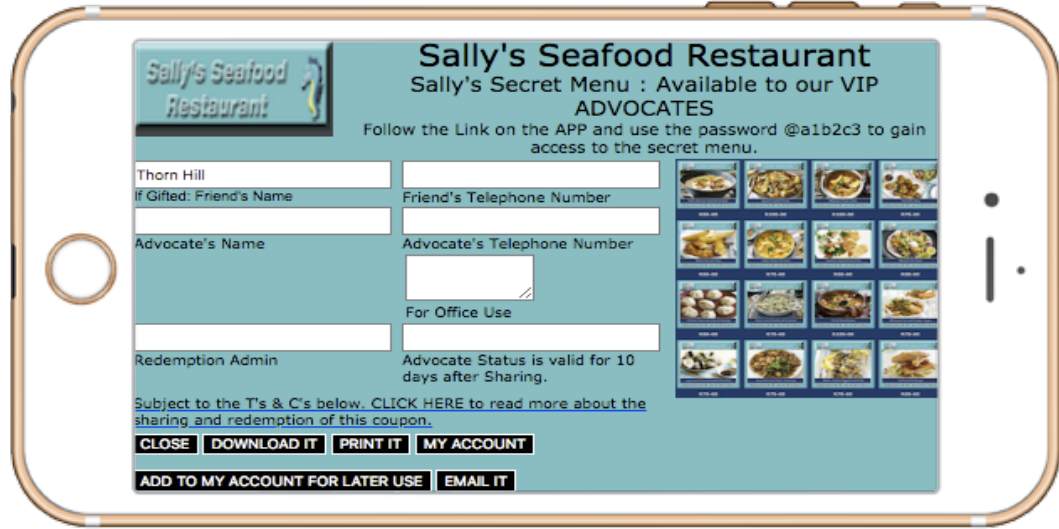 Sally's Seafood
Restaurant
Sally's Seafood Restaurant
Sally's Secret Menu : Available to our VIP
ADVOCATES
Follow the Link on the APP and use the password @a1b2c3 to gain
access to the secret menu.
Thorn Hill
If Gifted: Friend's Name
Friend's Telephone Number
Advocate's Name
Advocate's Telephone Number
For Office Use
Redemption Admin
Advocate Status is valid for 10
days after Sharing.
Subject to the T's & C's below. CLICK HERE to read more about the
sharing and redemption of this coupon.
CLOSE DOWNLOAD IT PRINT IT MY ACCOUNT
ADD TO MY ACCOUNT FOR LATER USE EMAIL IT